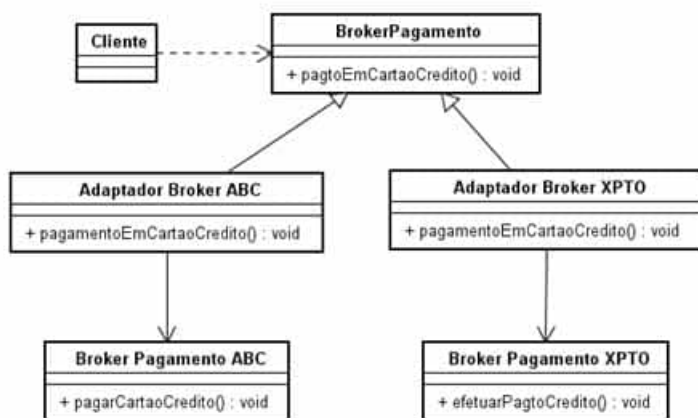 Cliente
BrokerPagamento
+ pagtoEmCartaoCredito() : void
Adaptador Broker ABC
+ pagamentoEmCartaoCredito() : void
Adaptador Broker XPTO
+ pagamentoEmCartaoCredito() : void
Broker Pagamento ABC
+ pagarCartaoCredito() : void
Broker Pagamento XPTO
+ efetuarPagtoCredito() : void